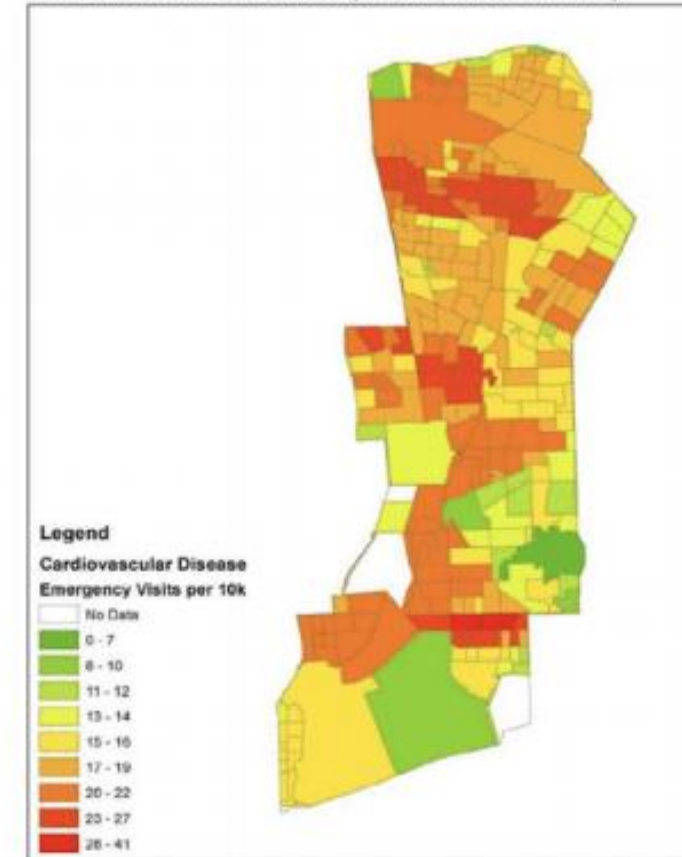 Legend
Cardiovascular Disease
Emergency Visits per 10k
No Data
0 - 7
8 - 10
11 - 12
13 - 14
15 - 16
17 - 19
20 - 22
23 - 27
28 - 41